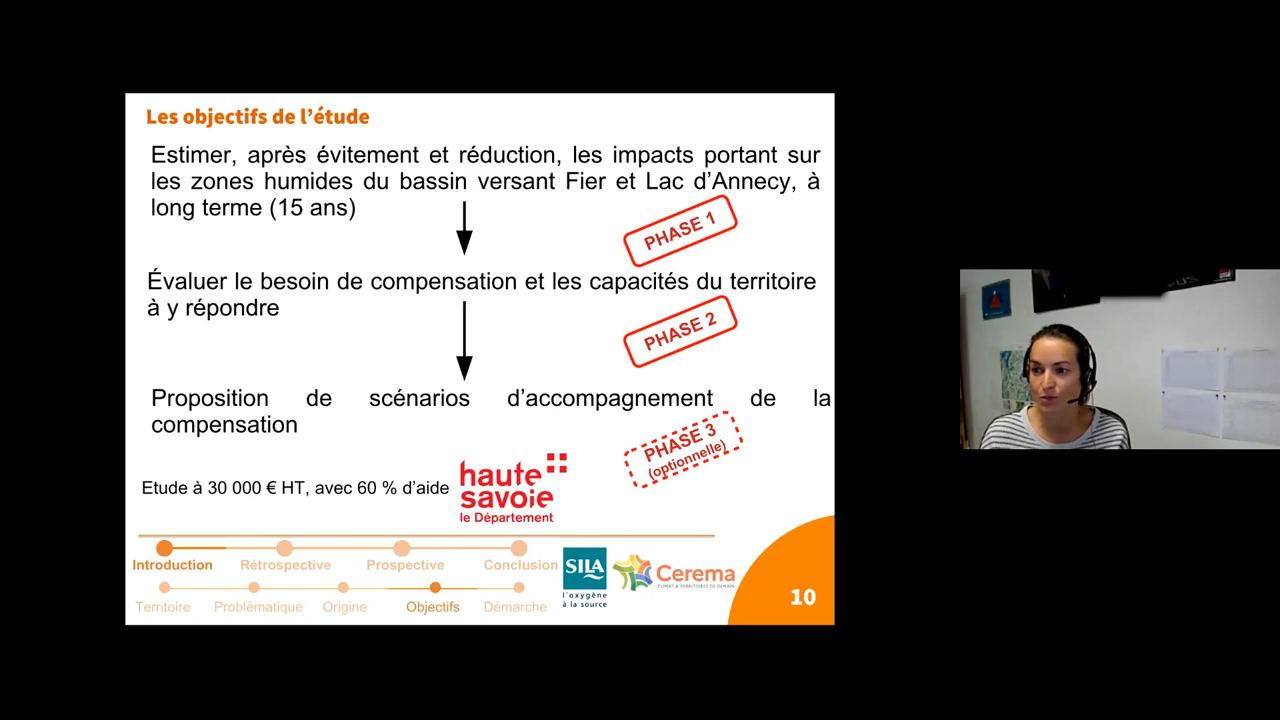 Les objectifs de l'étude
Estimer, après évitement et réduction, les impacts portant sur
les zones humides du bassin versant Fier et Lac d'Annecy, à
long terme (15 ans)
PHASE 1
Évaluer le besoin de compensation et les capacités du territoire
à y répondre
PHASE 2
Proposition de scénarios d'accompagnement de la
compensation
PHASE 3
(optionnelle)
Etude à 30 000 € HT, avec 60 % d'aide
haute
savoie
le Département
Introduction Rétrospective Prospective Conclusion
Territoire Problématique Origine Objectifs Démarche
SILA
l'oxygène
à la source
Cerema
CLIMAT & TERRITOIRES DE DEMAIN
10